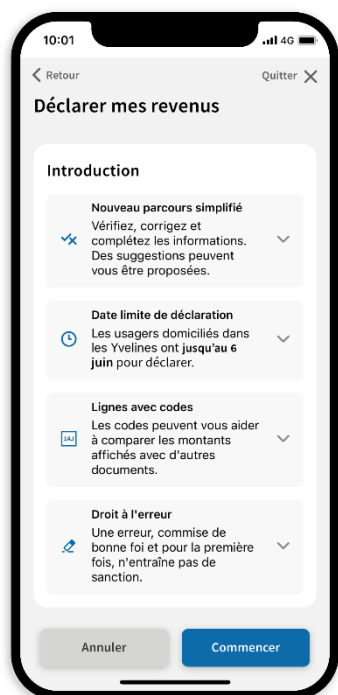 10:01
4G
Retour
Quitter
Déclarer mes revenus
Introduction
Nouveau parcours simplifié
Vérifiez, corrigez et
complétez les informations.
Des suggestions peuvent
vous être proposées.
Date limite de déclaration
Les usagers domiciliés dans
les Yvelines ont jusqu'au 6
juin pour déclarer.
1AJ
Lignes avec codes
Les codes peuvent vous aider
à comparer les montants
affichés avec d'autres
documents.
Droit à l'erreur
Une erreur, commise de
bonne foi et pour la première
fois, n'entraîne pas de
sanction.
Annuler
Commencer